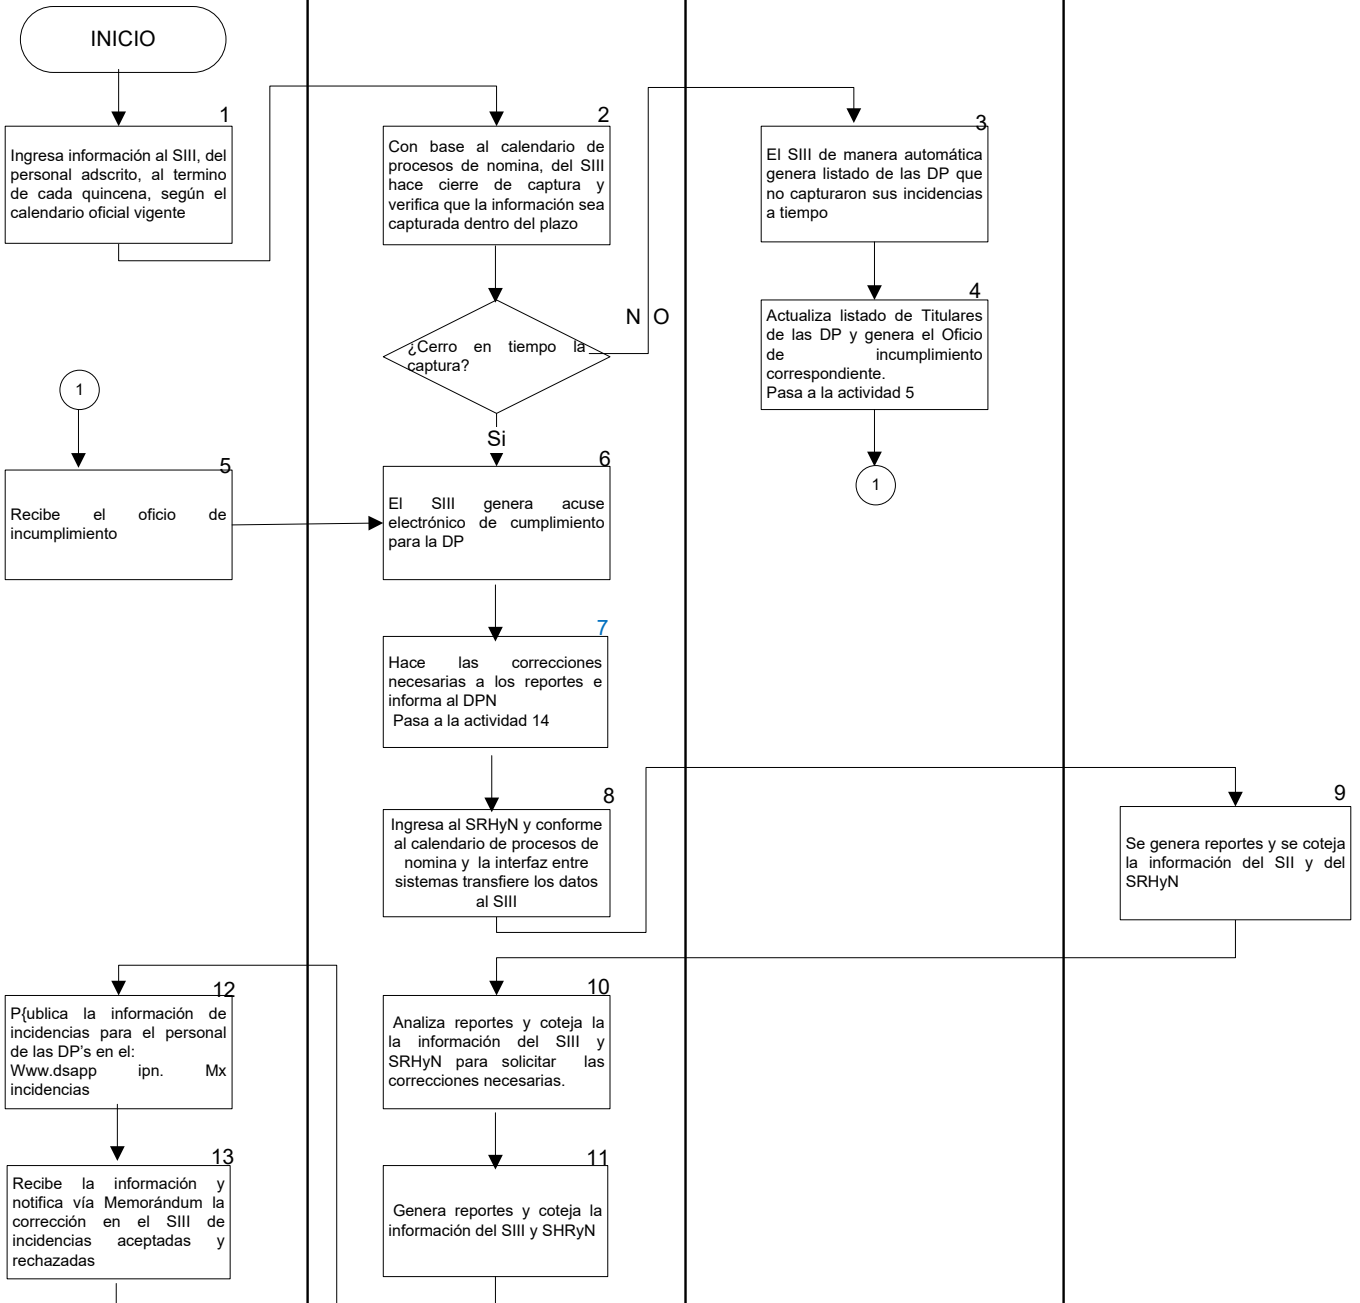 INICIO
1
Ingresa información al SIII, del
personal adscrito, al termino
de cada quincena, según el
calendario oficial vigente
2
Con base al calendario de
procesos de nomina, del SIII
hace cierre de captura y
verifica que la información sea
capturada dentro del plazo
3
El SIII de manera automática
genera listado de las DP que
no capturaron sus incidencias
a tiempo
¿Cerro en tiempo la
captura?
N O
Si
4
Actualiza listado de Titulares
de las DP y genera el Oficio
de incumplimiento
correspondiente.
Pasa a la actividad 5
1
1
5
Recibe el oficio de
incumplimiento
6
El SIII genera acuse
electrónico de cumplimiento
para la DP
7
Hace las correcciones
necesarias a los reportes e
informa al DPN
Pasa a la actividad 14
8
Ingresa al SRHyN y conforme
al calendario de procesos de
nomina y la interfaz entre
sistemas transfiere los datos
al SIII
9
Se genera reportes y se coteja
la información del SII y del
SRHyN
10
Analiza reportes y coteja la
la información del SIII y
SRHyN para solicitar las
correcciones necesarias.
11
Genera reportes y coteja la
información del SIII y SHRyN
12
P{ublica la información de
incidencias para el personal
de las DP's en el:
Www.dsapp ipn. Mx
incidencias
13
Recibe la información y
notifica vía Memorándum la
corrección en el SIII de
incidencias aceptadas y
rechazadas